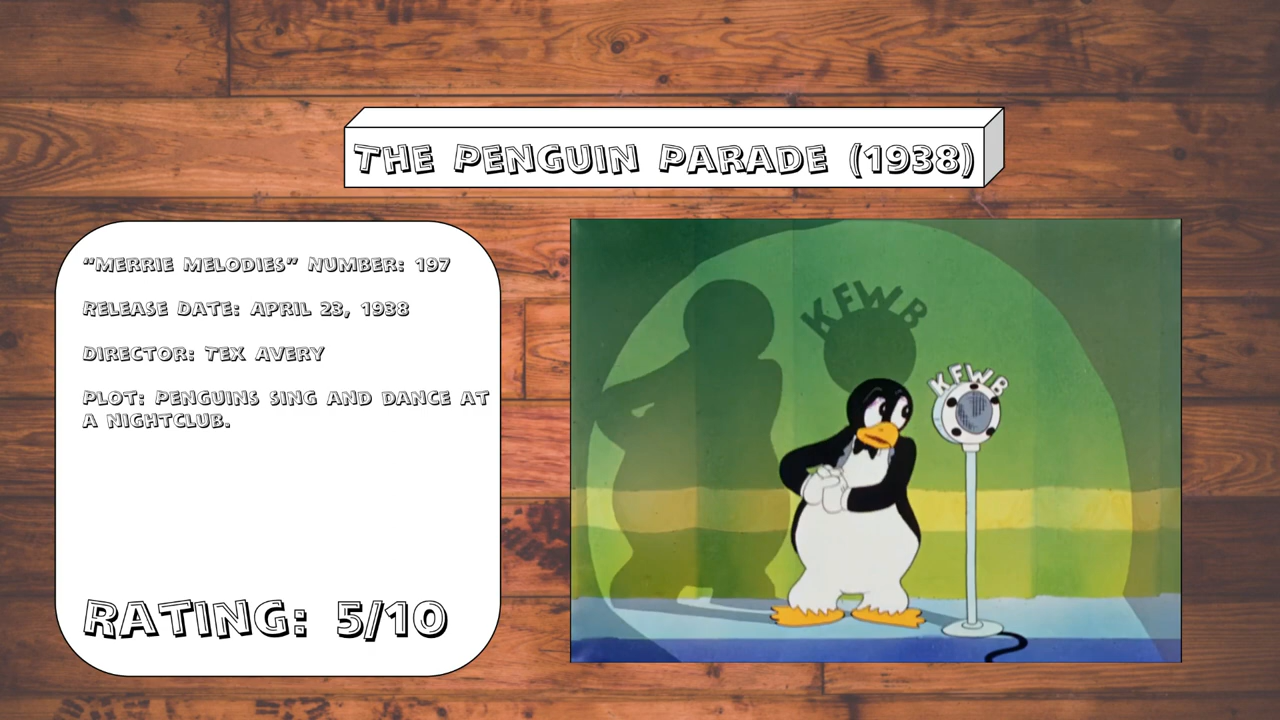 THE PENGUIN PARADE (1938)
"MERRIE MELODIES" NUMBER: 197
RELEASE DATE: APRIL 23, 1938
DIRECTOR: TEX AVERY
PLOT: PENGUINS SING AND DANCE AT
A NIGHTCLUB.
RATING: 5/10
KFWB
KFWB